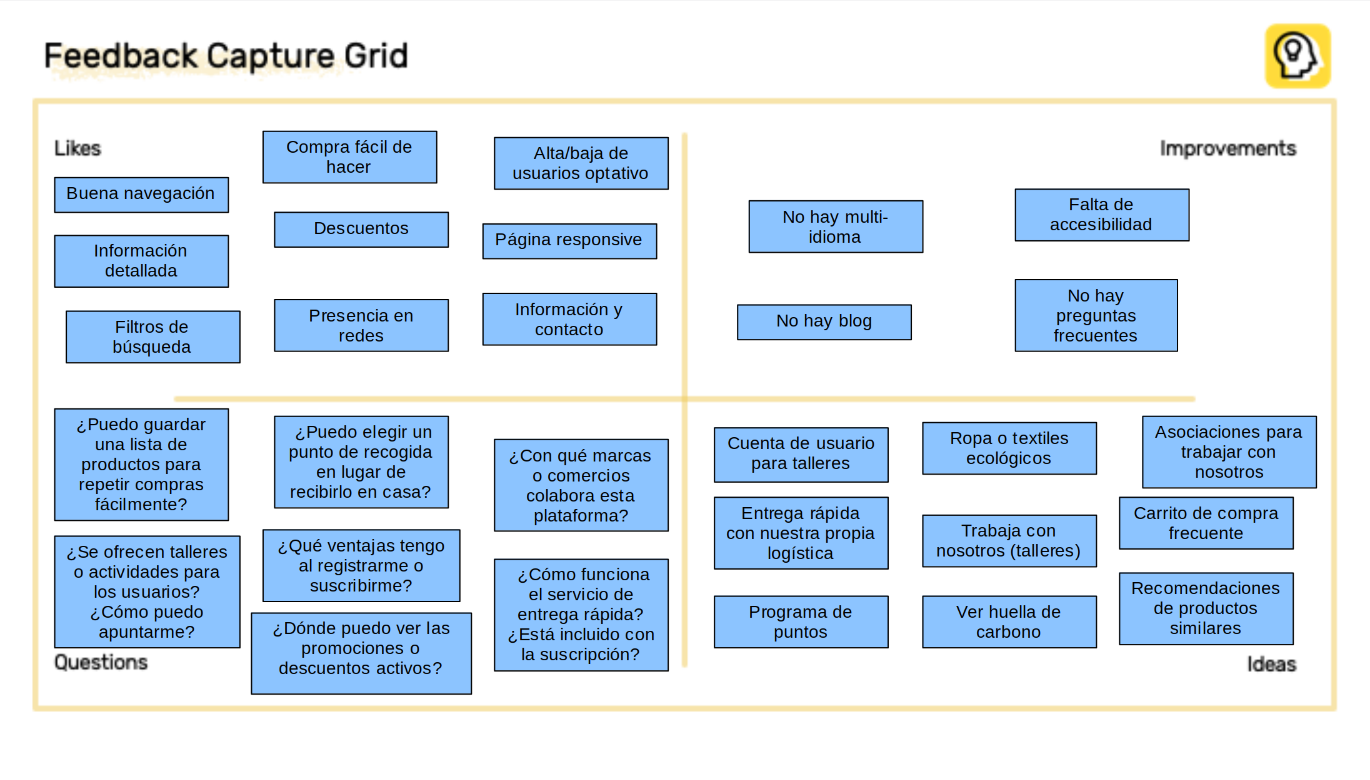 Feedback Capture Grid
Likes
Buena navegación
Información
detallada
Filtros de
búsqueda
Compra fácil de
hacer
Descuentos
Presencia en
redes
Alta/baja de
usuarios optativo
Página responsive
Información y
contacto
Improvements
No hay multi-
idioma
Falta de
accesibilidad
No hay blog
No hay
preguntas
frecuentes
¿Puedo guardar
una lista de
productos para
repetir compras
fácilmente?
¿Se ofrecen talleres
o actividades para
los usuarios?
¿Cómo puedo
apuntarme?
¿Puedo elegir un
punto de recogida
en lugar de
recibirlo en casa?
¿Qué ventajas tengo
al registrarme o
suscribirme?
¿Dónde puedo ver las
promociones o
descuentos activos?
¿Con qué marcas
o comercios
colabora esta
plataforma?
¿Cómo funciona
el servicio de
entrega rápida?
¿Está incluido con
la suscripción?
Questions
Cuenta de usuario
para talleres
Entrega rápida
con nuestra propia
logística
Programa de
puntos
Ropa o textiles
ecológicos
Trabaja con
nosotros (talleres)
Ver huella de
carbono
Asociaciones para
trabajar con
nosotros
Carrito de compra
frecuente
Recomendaciones
de productos
similares
Ideas